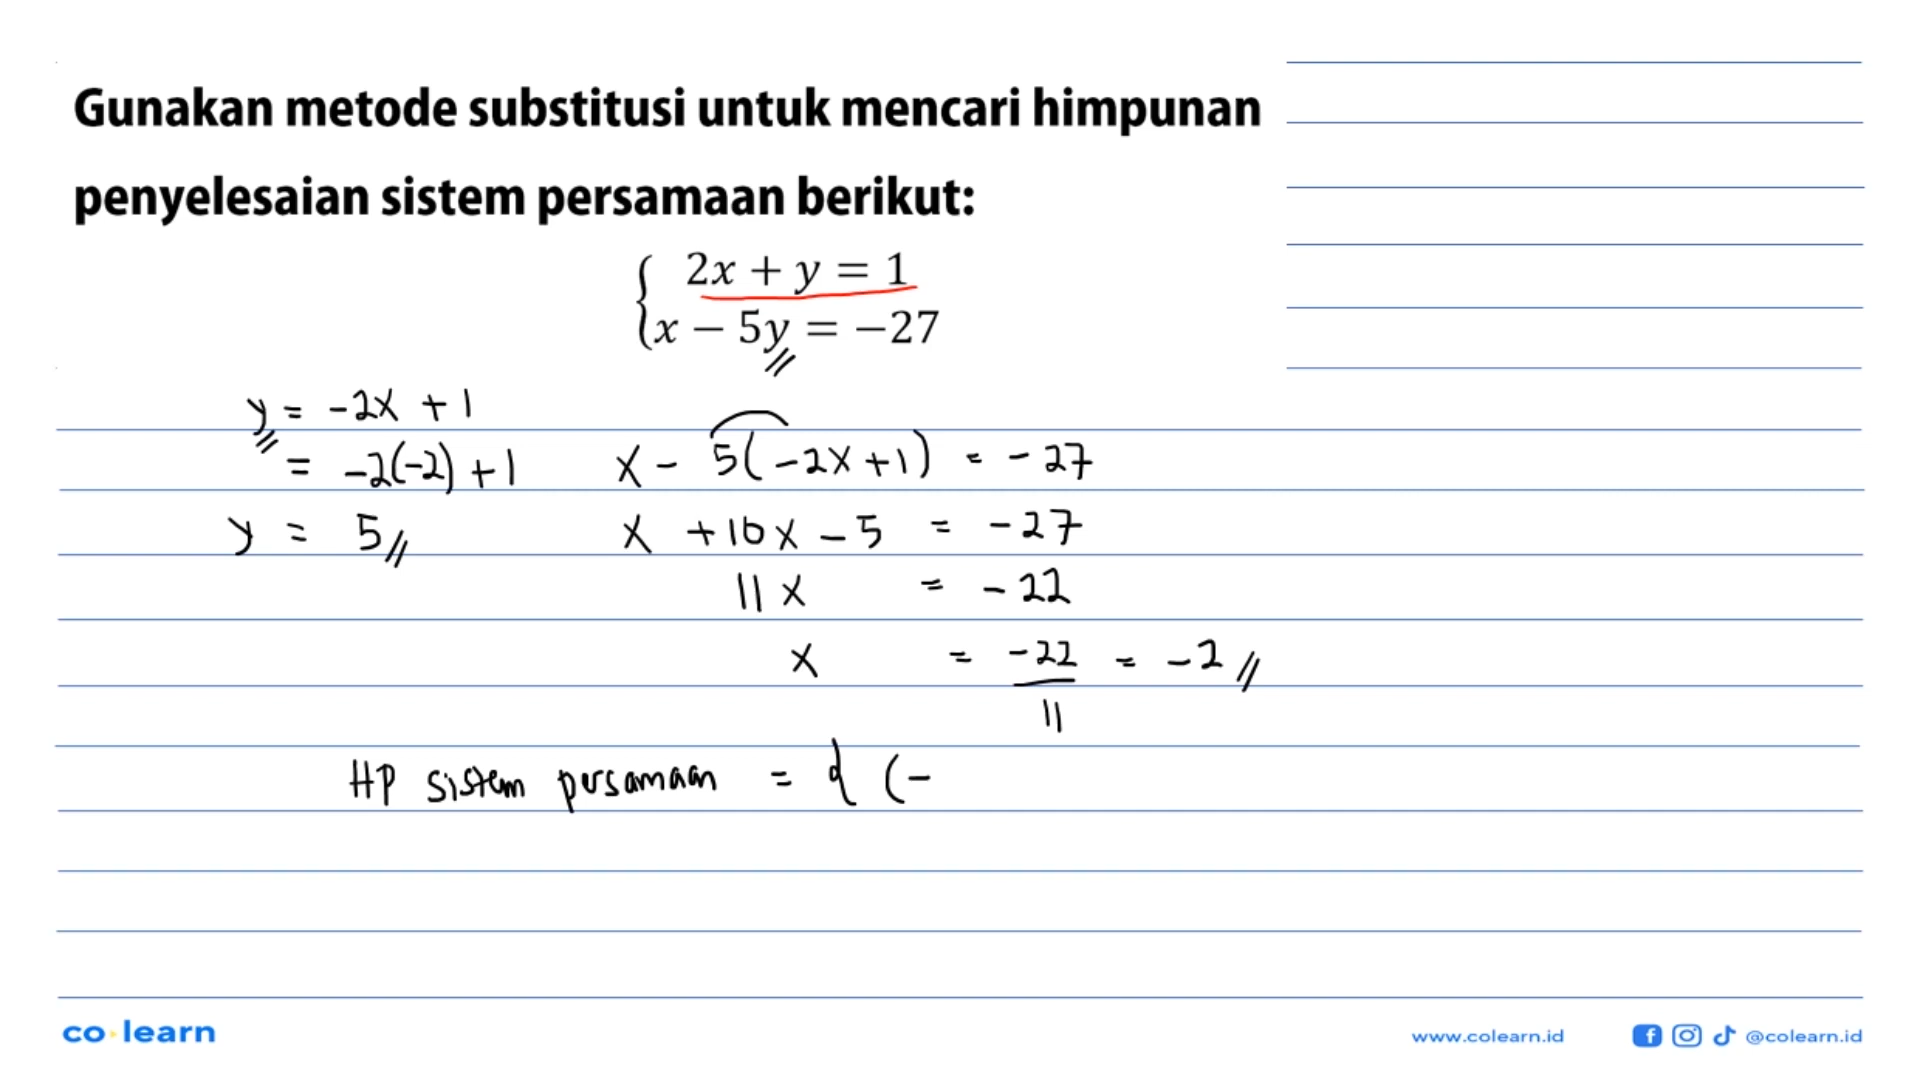 Gunakan metode substitusi untuk mencari himpunan
penyelesaian sistem persamaan berikut:
2x + y = 1
x − 5y = −27
y = -2x + 1
= -2(-2) + 1
y = 5
x - 5(-2x+1) = -27
x + 10x - 5 = -27
11x = -22
x = -22/11 = -2
HP sistem persamaan = { (-
co learn
www.colearn.id
@colearn.id